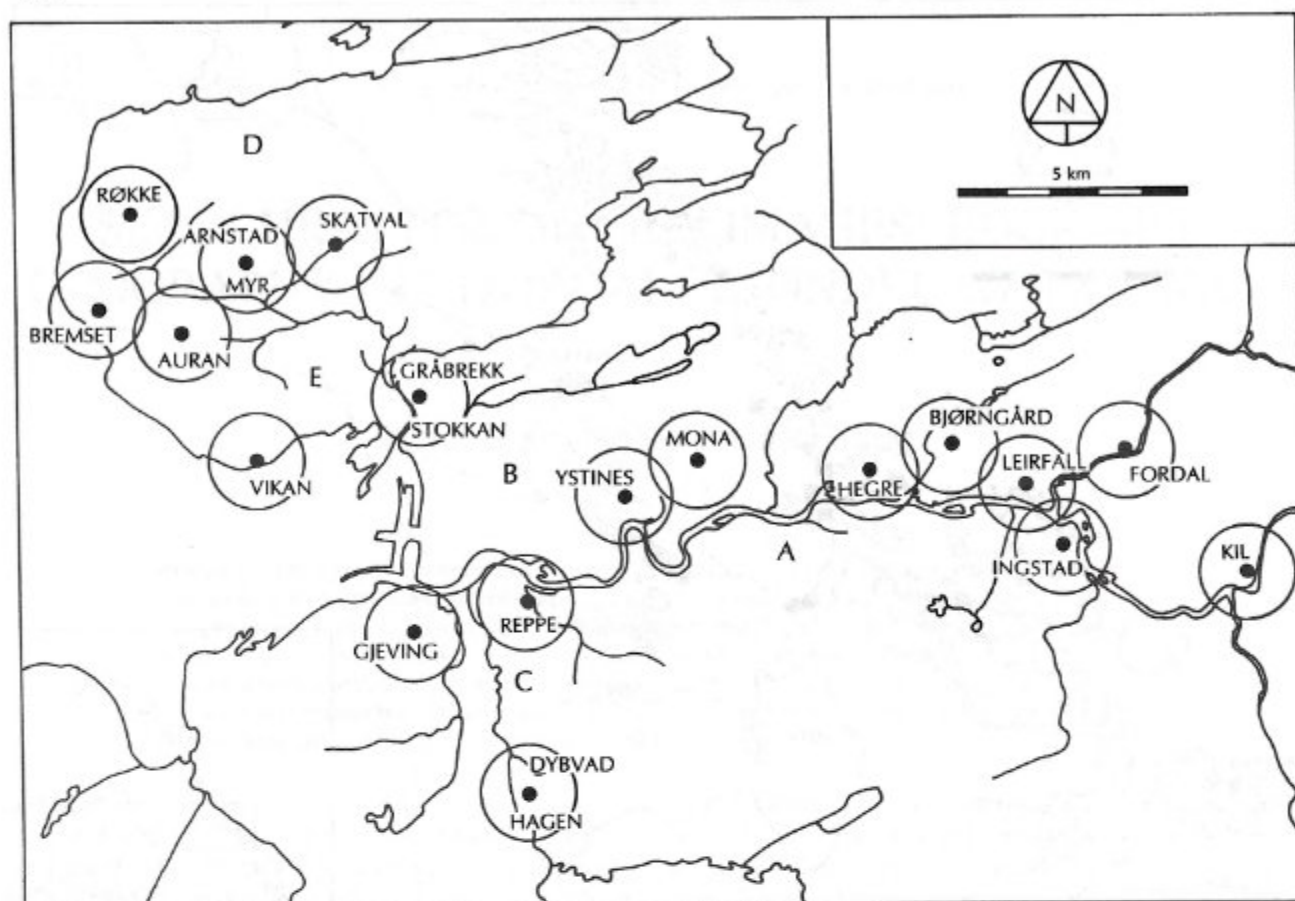 N
5 km
D
RØKKE
SKATVAL
ARNSTAD
MYR
BREMSET
AURAN
E
GRÅBREKK
STOKKAN
VIKAN
B
YSTINES
MONA
BJØRNGÅRD
HEGRE
LEIRFALL
FORDAL
A
INGSTAD
KIL
REPPE
GJEVING
C
DYBVAD
HAGEN